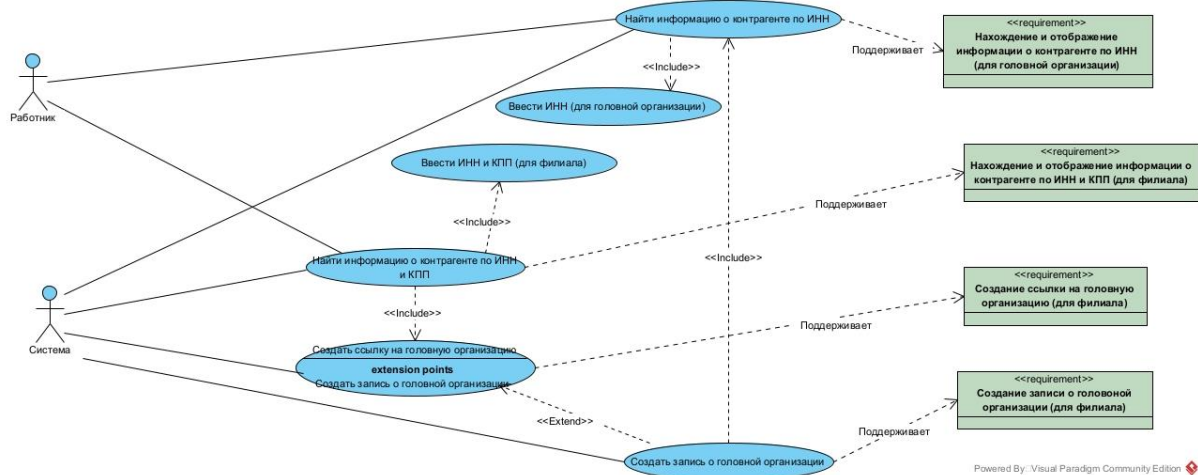 Найти информацию о контрагенте по ИНН
<<requirement>>
Нахождение и отображение
информации о контрагенте по ИНН
(для головной организации)
Поддерживает
<<Include>>
Работник
Ввести ИНН (для головной организации)
Ввести ИНН и КПП (для филиала)
<<requirement>>
Нахождение и отображение информации о
контрагенте по ИНН и КПП (для филиала)
Поддерживает
<<Include>>
Найти информацию о контрагенте по ИНН
и КПП
<<Include>>
<<requirement>>
Создание ссылки на головную
организацию (для филиала)
<<Include>>
Поддерживает
Система
Создать ссылку на головную организацию
extension points
Создать запись о головной организации
<<requirement>>
Создание записи о головоной
организации (для филиала)
<<Extend>>
Поддерживает
Создать запись о головной организации
Powered By: Visual Paradigm Community Edition